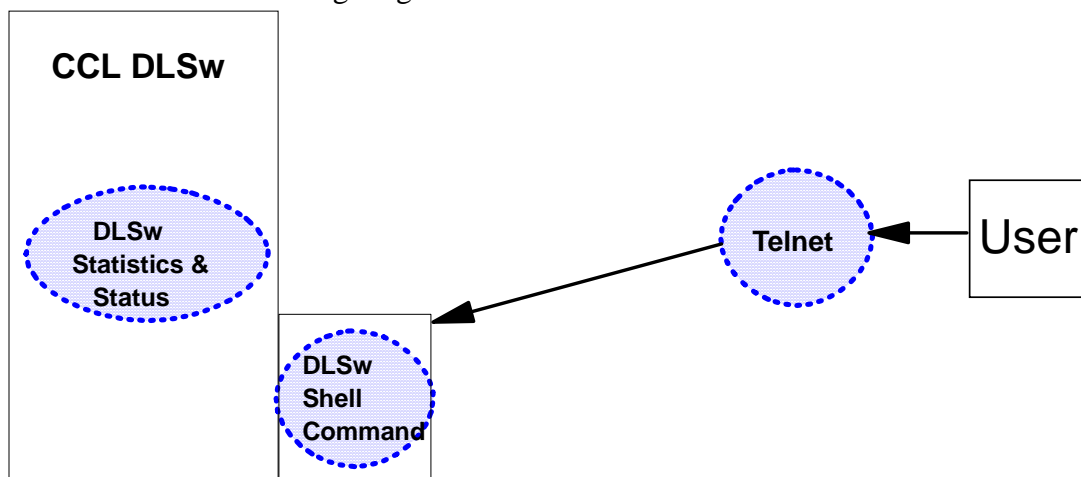 CCL DLSw
DLSw
Statistics &
Status
DLSw
Shell
Command
Telnet
User